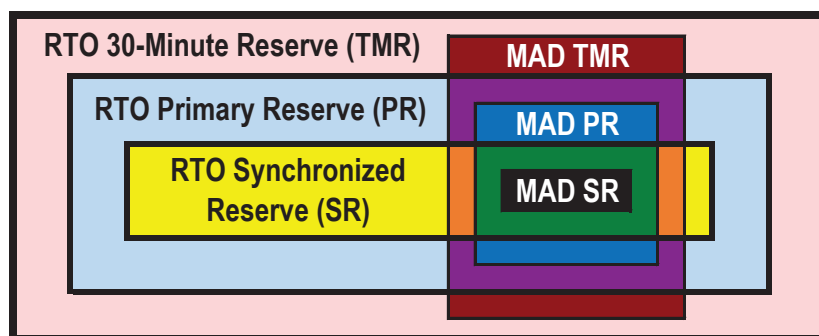 RTO 30-Minute Reserve (TMR)
MAD TMR
RTO Primary Reserve (PR)
MAD PR
RTO Synchronized
Reserve (SR)
MAD SR